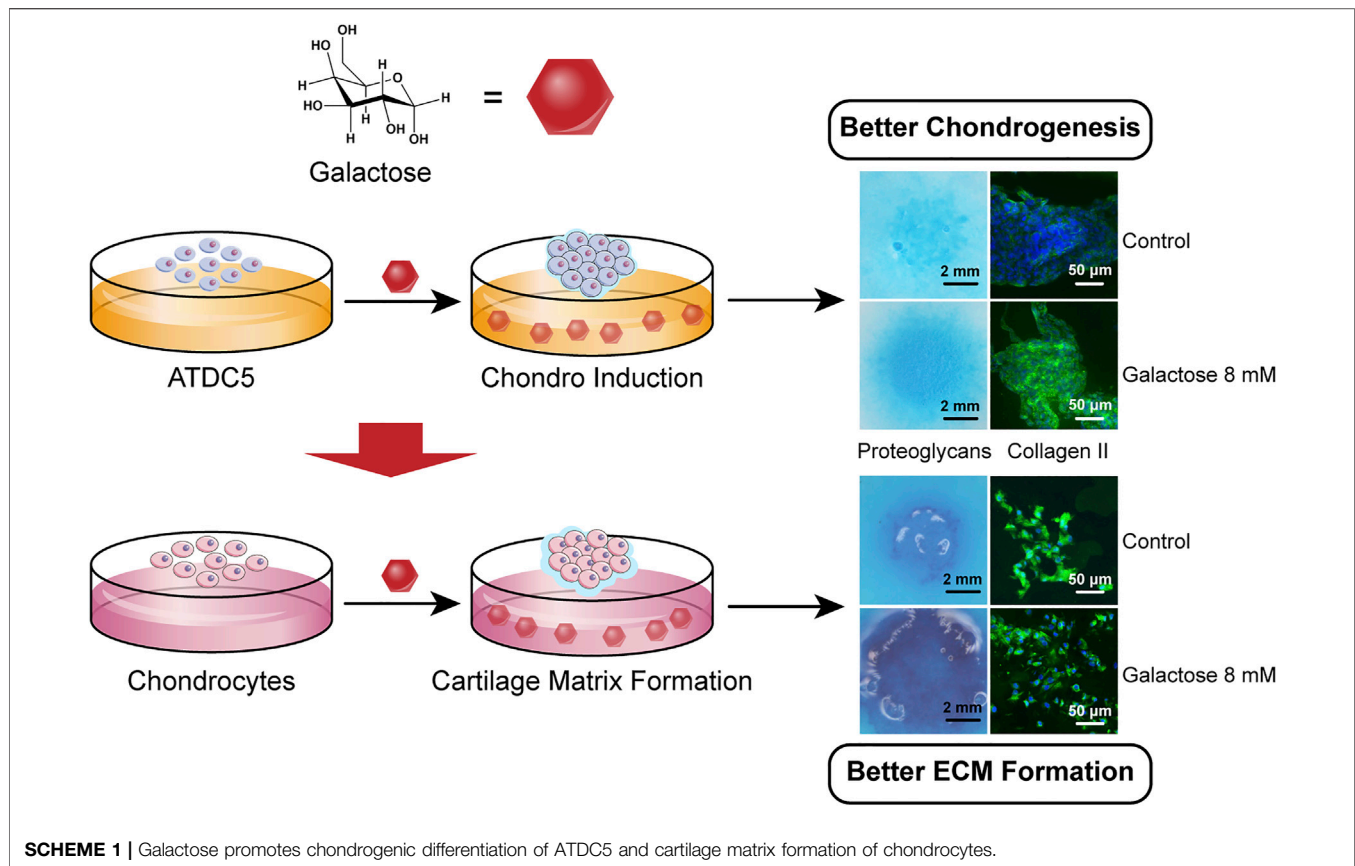 OH
HO
H
O
H
H
HO
H
OH
H
OH
=
Galactose
Better Chondrogenesis
2 mm
50 µm
Control
2 mm
50 µm
Galactose 8 mM
ATDC5
Chondro Induction
Proteoglycans
Collagen II
2 mm
50 µm
Control
2 mm
50 µm
Galactose 8 mM
Chondrocytes
Cartilage Matrix Formation
Better ECM Formation
SCHEME 1 | Galactose promotes chondrogenic differentiation of ATDC5 and cartilage matrix formation of chondrocytes.